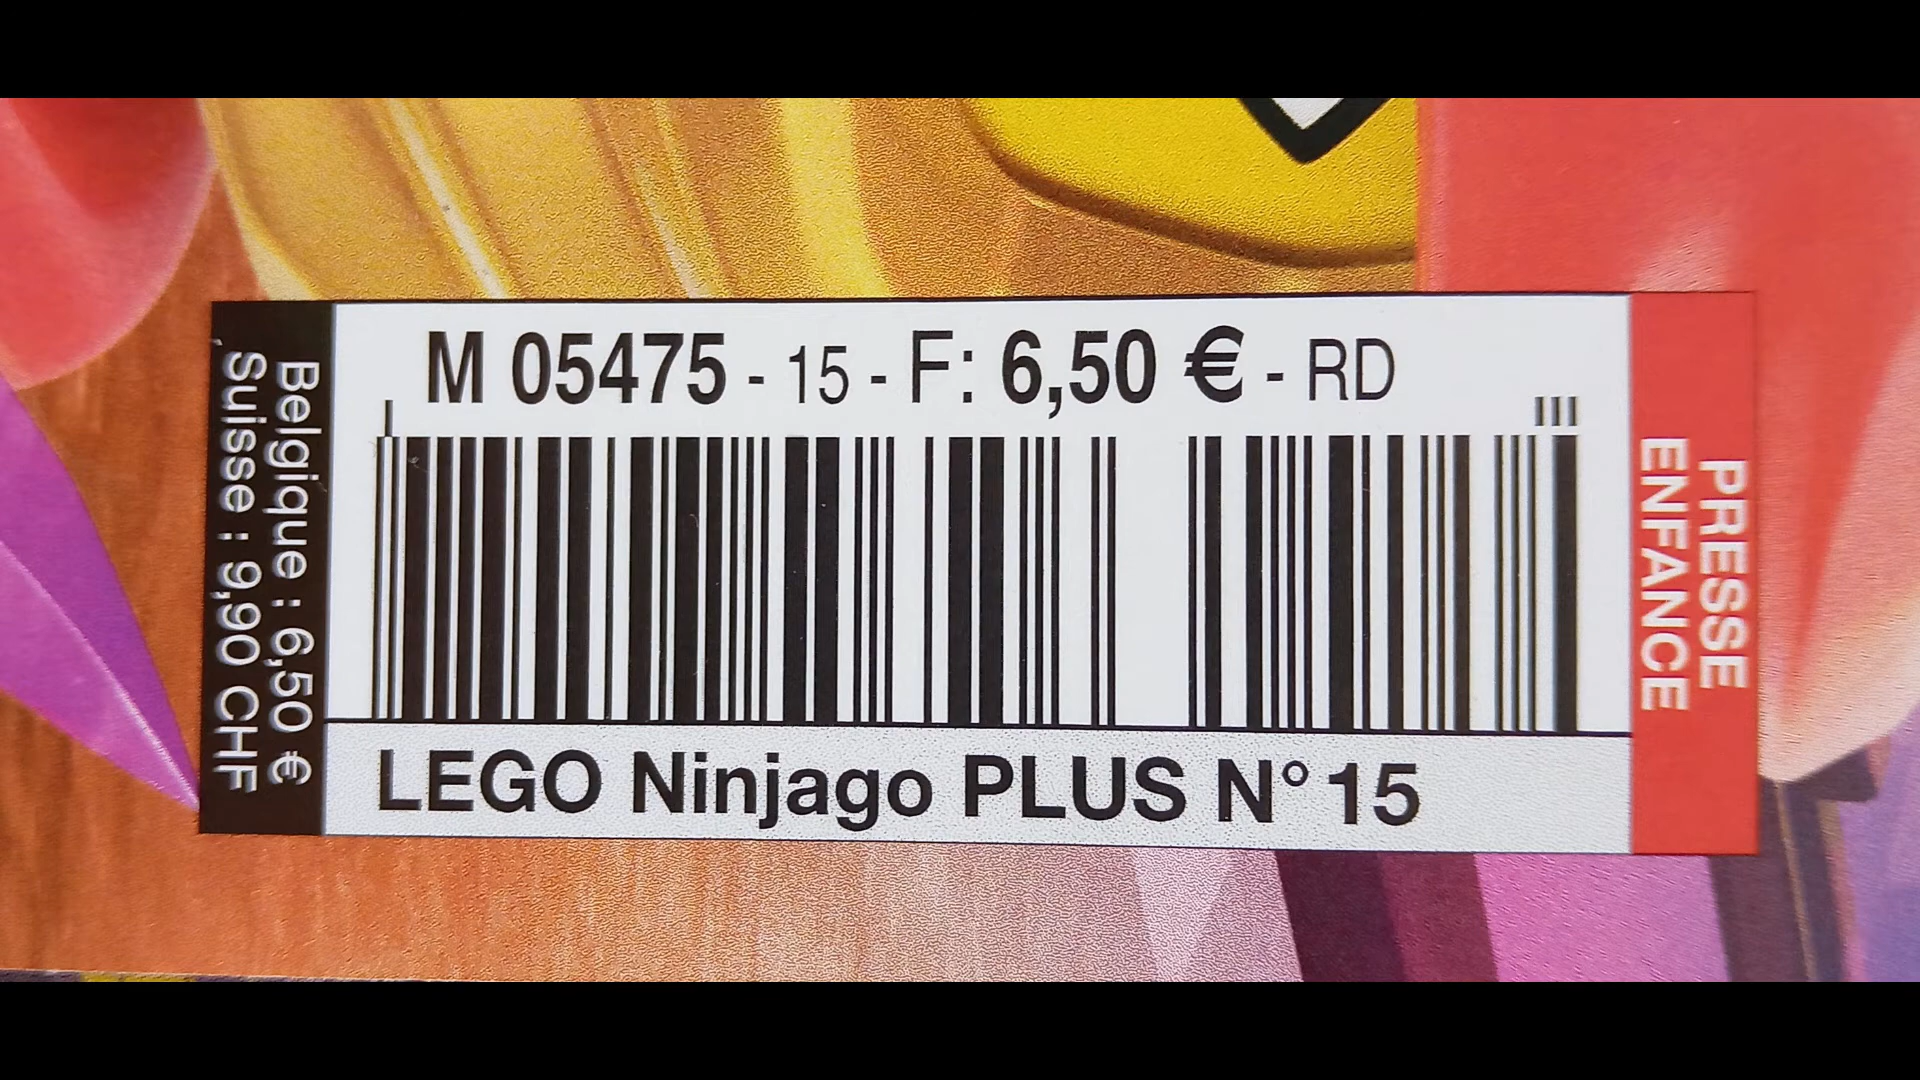 M 05475 - 15 - F: 6,50 € - RD
Belgique : 6,50 €
Suisse : 9,90 CHF
PRESSE
ENFANCE
LEGO Ninjago PLUS N° 15